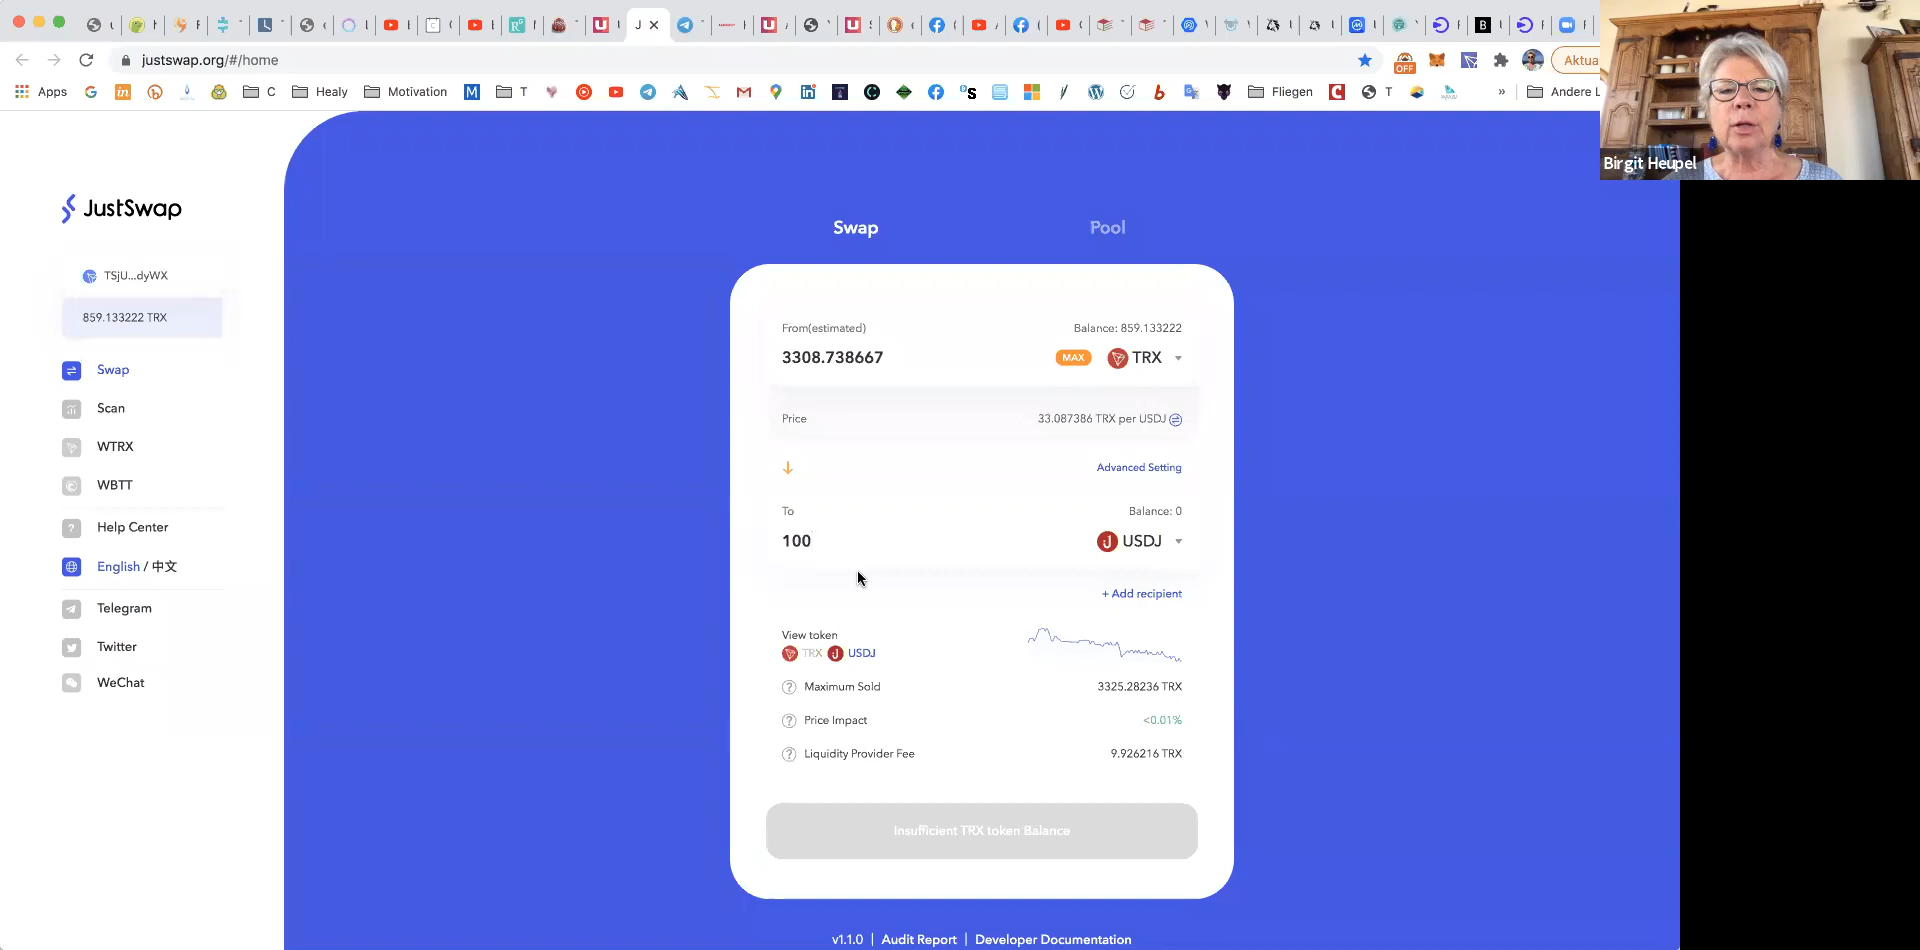 justswap.org/#/home
OFF
Aktua
Apps
C
Healy
Motivation
T
Fliegen
T
»
Andere L
Birgit Heupel
JustSwap
TSjU...dyWX
859.133222 TRX
Swap
Scan
WTRX
WBTT
Help Center
English / 中文
Telegram
Twitter
WeChat
Swap
Pool
From(estimated)
Balance: 859.133222
3308.738667
MAX
TRX
Price
33.087386 TRX per USDJ
Advanced Setting
To
Balance: 0
100
USDJ
+ Add recipient
View token
TRX
USDJ
Maximum Sold
3325.28236 TRX
Price Impact
<0.01%
Liquidity Provider Fee
9.926216 TRX
Insufficient TRX token Balance
v1.1.0 | Audit Report | Developer Documentation